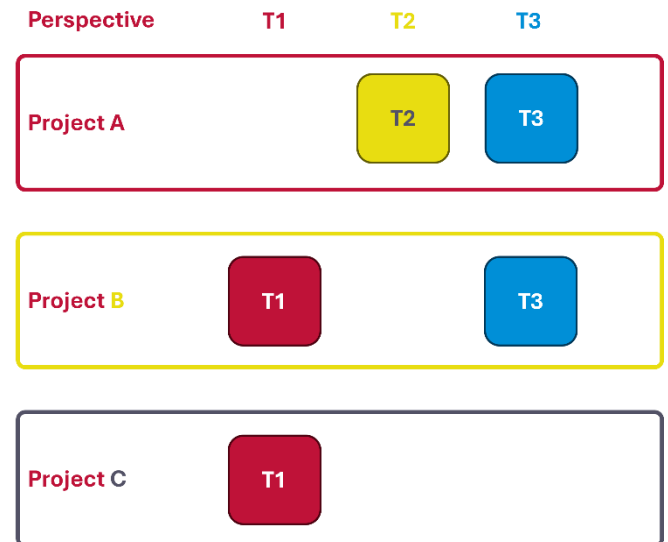 Perspective T1 T2 T3
Project A T2 T3
Project B T1 T3
Project C T1